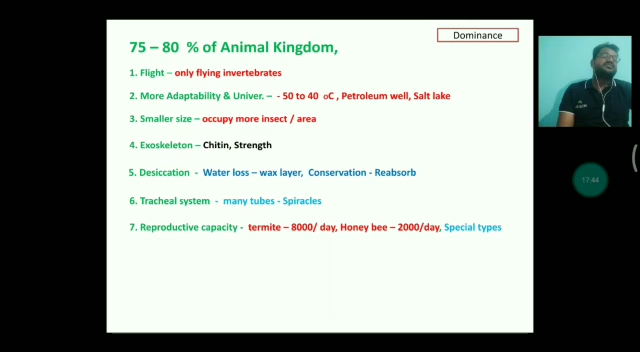 Dominance
75 – 80 % of Animal Kingdom,
1. Flight – only flying invertebrates
2. More Adaptability & Univer. – - 50 to 40 oC , Petroleum well, Salt lake
3. Smaller size – occupy more insect / area
4. Exoskeleton – Chitin, Strength
5. Desiccation - Water loss – wax layer, Conservation - Reabsorb
6. Tracheal system - many tubes - Spiracles
7. Reproductive capacity - termite – 8000/ day, Honey bee – 2000/day, Special types
17:44